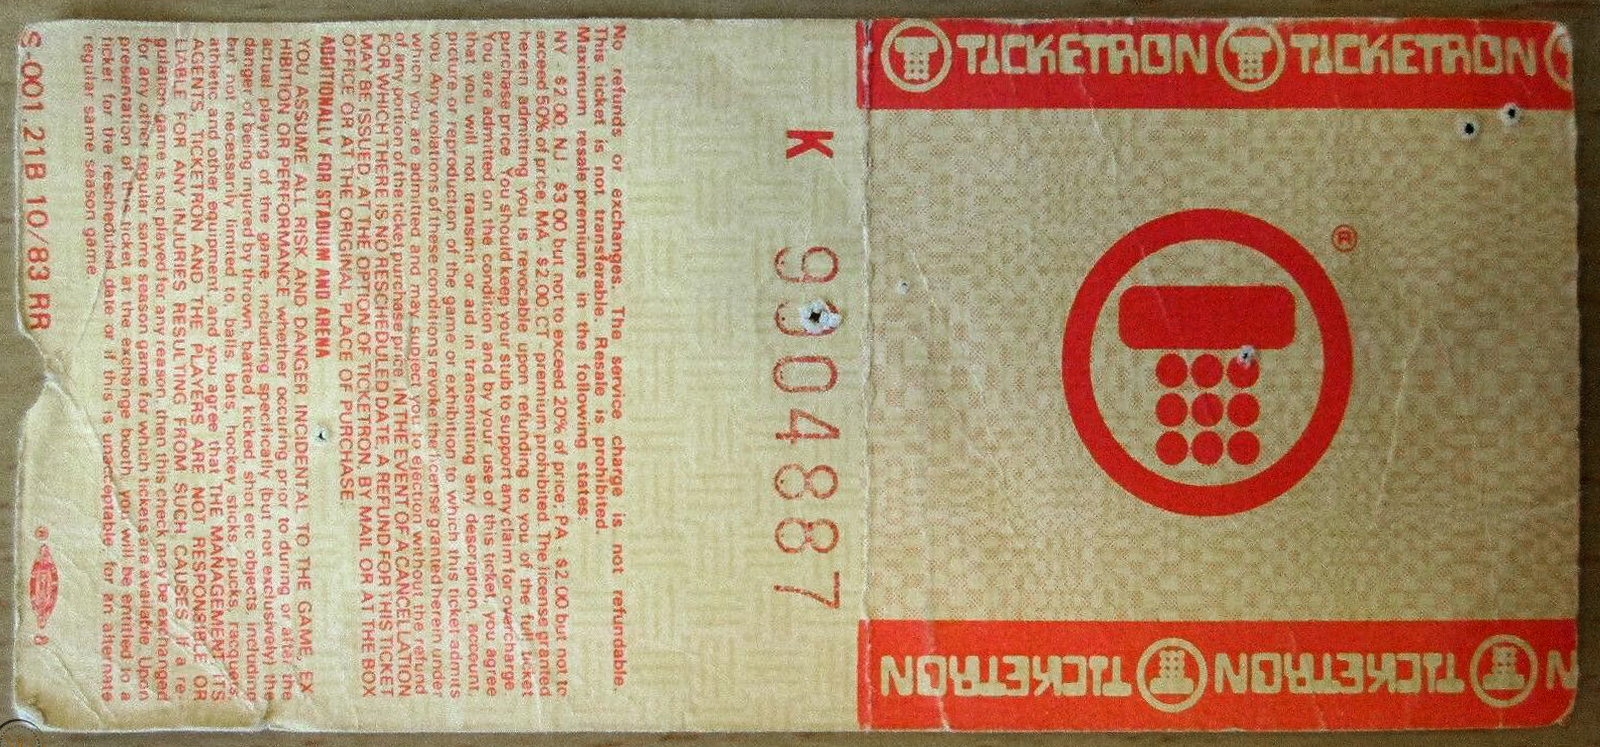 TICKETRON TICKETRON
®
TICKETRON TICKETRON N
K 9904887
No refunds or exchanges. The service charge is not refundable.
This ticket is not transferable. Resale is prohibited.
Maximum resale premiums in the following states:
NY - $2.00, NJ - $3.00 but not to exceed 20% of price; PA - $2.00 but not to
exceed 50% of price, MA - $2.00, CT - premium prohibited. The license granted
herein admitting you is revocable upon refunding to you of the full ticket
purchase price. You should keep your stub to support any claim for overcharge.
You are admitted on the condition and by your use of this ticket, you agree
that you will not transmit or aid in transmitting any description, account,
picture or reproduction of the game or exhibition to which this ticket admits
you. Any violations of these conditions revoke the license granted herein under
which you are admitted and may subject you to ejection without the refund
of any portion of the ticket purchase price. IN THE EVENT OF A CANCELLATION
FOR WHICH THERE IS NO RESCHEDULED DATE, A REFUND FOR THIS TICKET
MAY BE ISSUED, AT THE OPTION OF TICKETRON, BY MAIL OR AT THE BOX
OFFICE OR AT THE ORIGINAL PLACE OF PURCHASE.
ADDITIONALLY FOR STADIUM AND ARENA
YOU ASSUME ALL RISK AND DANGER INCIDENTAL TO THE GAME, EX-
HIBITION OR PERFORMANCE whether occuring prior to during or after the
actual playing of the game, including specifically (but not exclusively) the
danger of being injured by thrown, batted, kicked, shot etc. objects, including
but not necessarily limited to, balls, bats, hockey sticks, pucks, racquets,
athletic and other equipment, and you agree that THE MANAGEMENT ITS
AGENTS, TICKETRON AND THE PLAYERS ARE NOT RESPONSIBLE OR
LIABLE FOR ANY INJURIES RESULTING FROM SUCH CAUSES. If a re-
gulation game is not played for any reason, then this check may be exchanged
for any other regular same season game for which tickets are available. Upon
presentation of this ticket at the exchange booth you will be entitled to a
ticket for the rescheduled date or if this is unacceptable for an alternate
regular same season game.
S-001 21B 10/83 RR